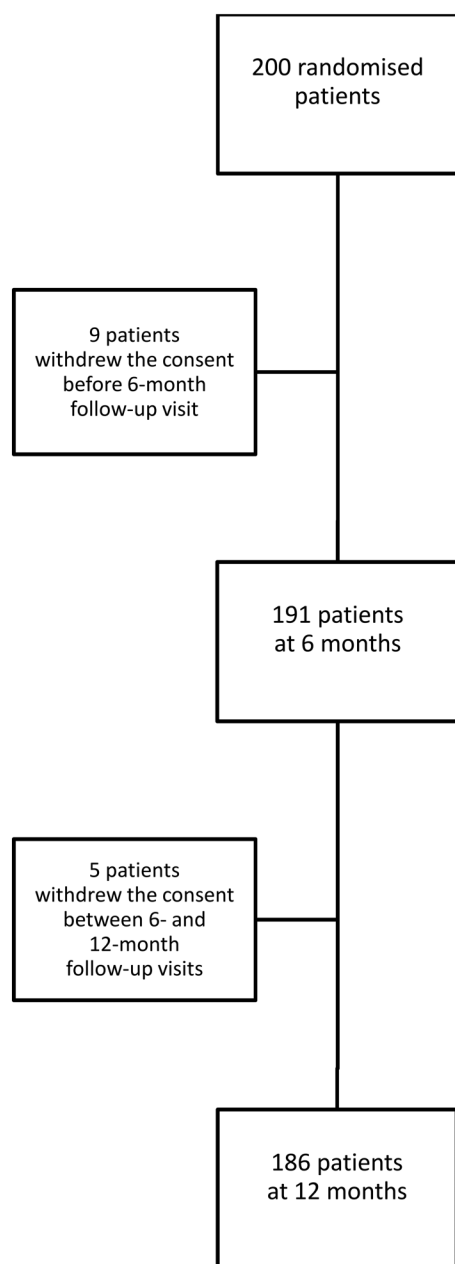 200 randomised
patients
9 patients
withdrew the consent
before 6-month
follow-up visit
191 patients
at 6 months
5 patients
withdrew the consent
between 6- and
12-month
follow-up visits
186 patients
at 12 months